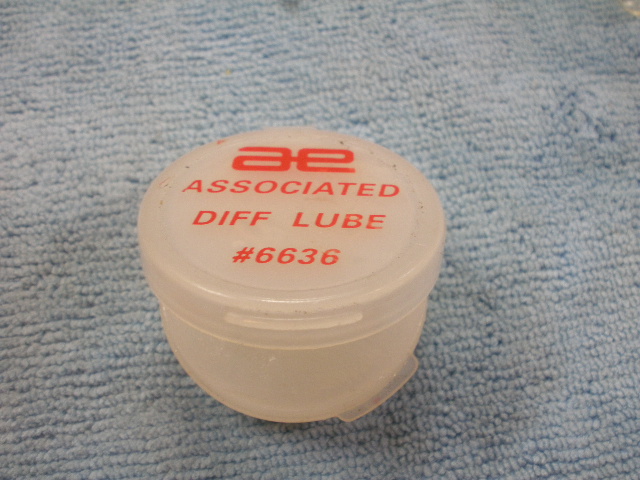 ae
ASSOCIATED
DIFF LUBE
#6636